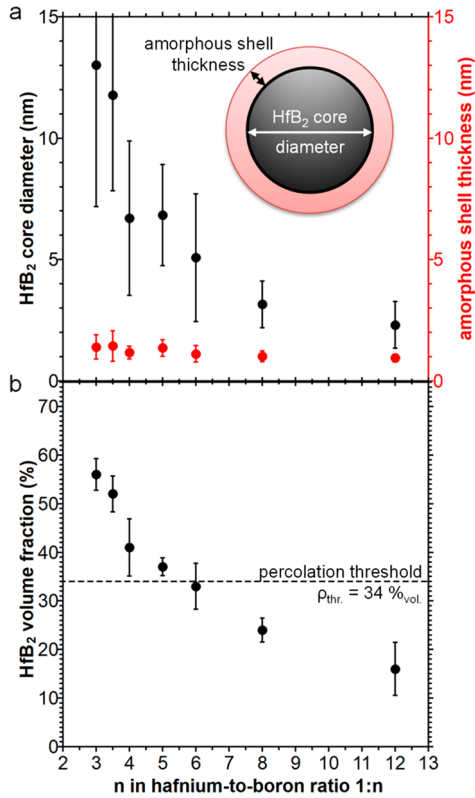 a
15
10
5
0
HfB₂ core diameter (nm)
amorphous shell
thickness
HfB₂ core
diameter
15
10
5
0
amorphous shell thickness (nm)
b
70
60
50
40
30
20
10
0
HfB₂ volume fraction (%)
percolation threshold
ρthr. = 34 %vol.
2 3 4 5 6 7 8 9 10 11 12 13
n in hafnium-to-boron ratio 1:n